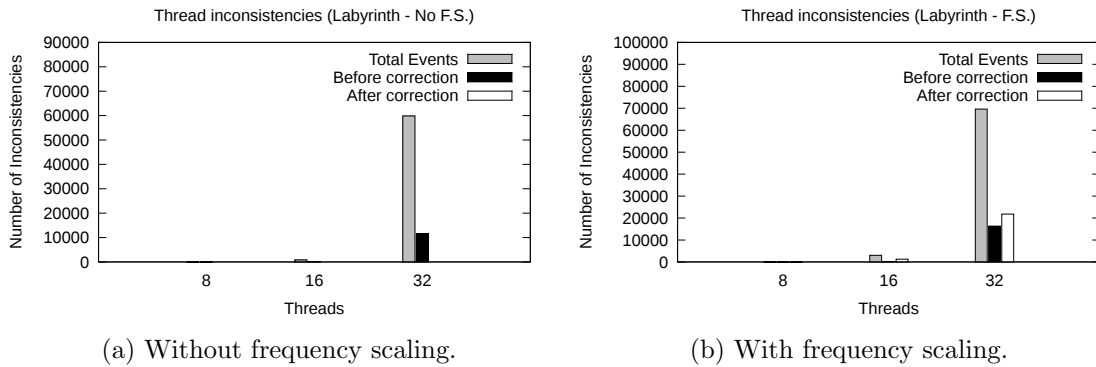 Thread inconsistencies (Labyrinth - No F.S.)
Number of Inconsistencies
90000
80000
70000
60000
50000
40000
30000
20000
10000
0
Total Events
Before correction
After correction
8 16 32
Threads
(a) Without frequency scaling.
Thread inconsistencies (Labyrinth - F.S.)
Number of Inconsistencies
100000
90000
80000
70000
60000
50000
40000
30000
20000
10000
0
Total Events
Before correction
After correction
8 16 32
Threads
(b) With frequency scaling.